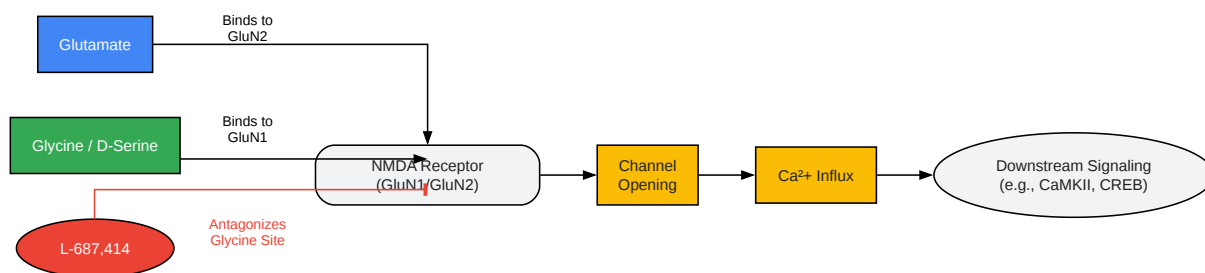 Glutamate
Binds to
GluN2
Glycine / D-Serine
Binds to
GluN1
NMDA Receptor
(GluN1/GluN2)
Channel
Opening
Ca²+ Influx
Downstream Signaling
(e.g., CaMKII, CREB)
Antagonizes
Glycine Site
L-687,414